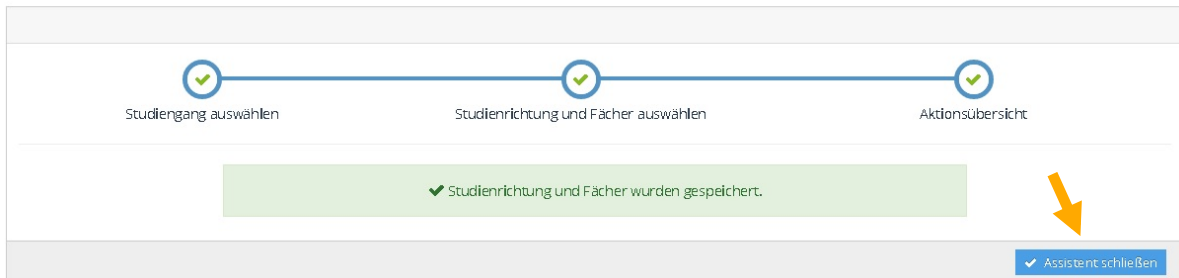 Studiengang auswählen
Studienrichtung und Fächer auswählen
Aktionsübersicht
Studienrichtung und Fächer wurden gespeichert.
Assistent schließen